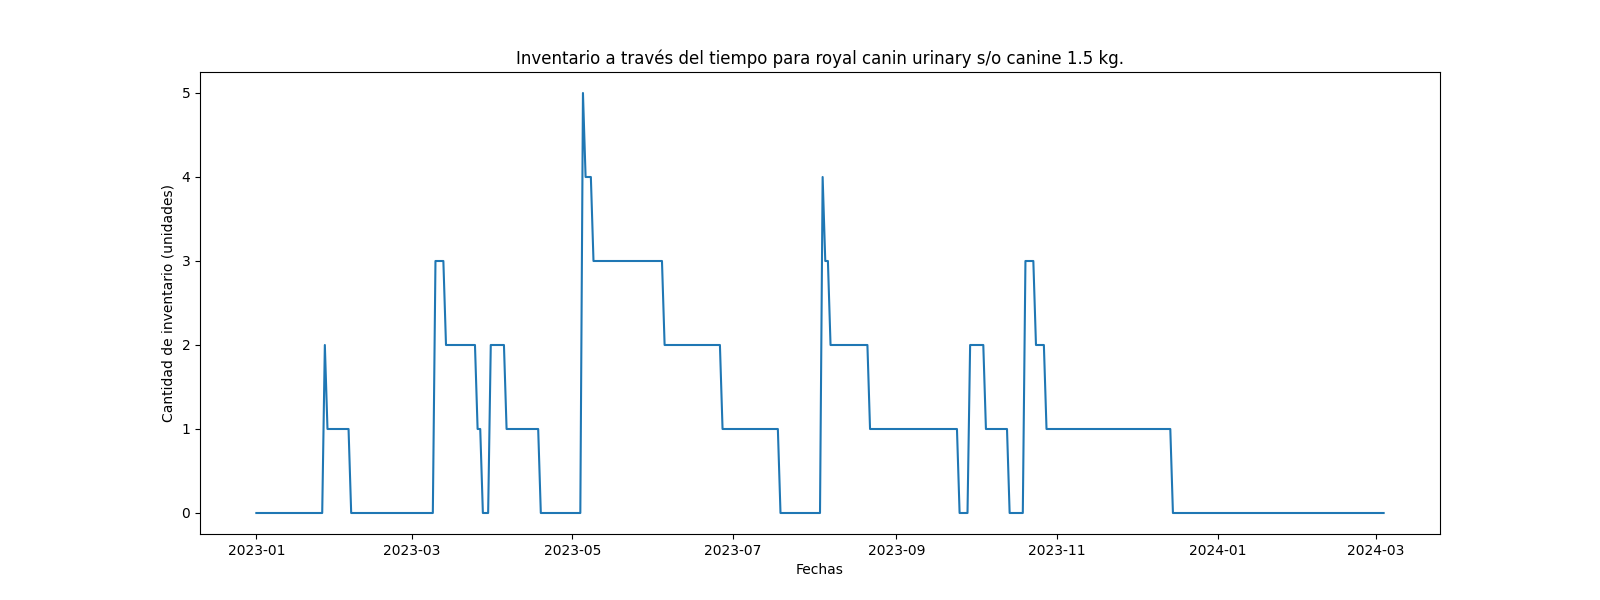 Inventario a través del tiempo para royal canin urinary s/o canine 1.5 kg.
Cantidad de inventario (unidades)
5
4
3
2
1
0
2023-01 2023-03 2023-05 2023-07 2023-09 2023-11 2024-01 2024-03
Fechas